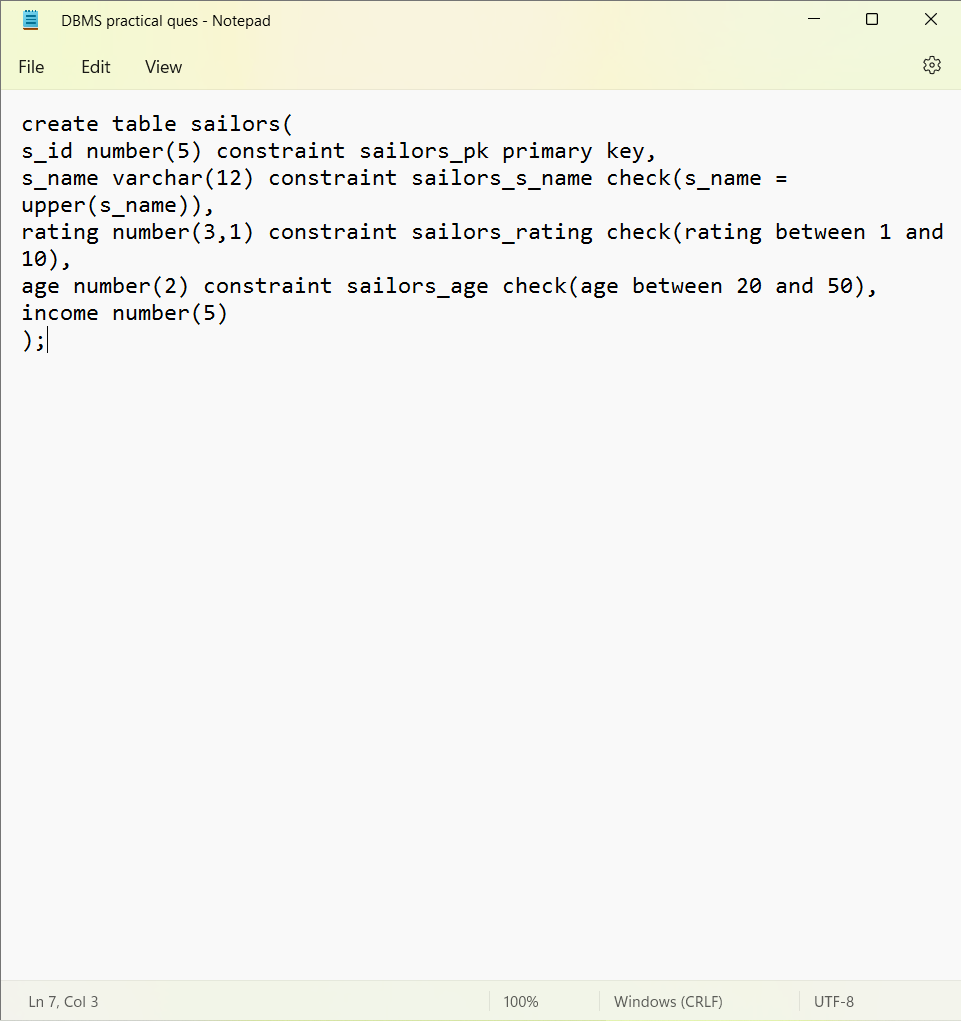 DBMS practical ques - Notepad
File Edit View
create table sailors(
s_id number(5) constraint sailors_pk primary key,
s_name varchar(12) constraint sailors_s_name check(s_name =
upper(s_name)),
rating number(3,1) constraint sailors_rating check(rating between 1 and
10),
age number(2) constraint sailors_age check(age between 20 and 50),
income number(5)
);
Ln 7, Col 3 100% Windows (CRLF) UTF-8